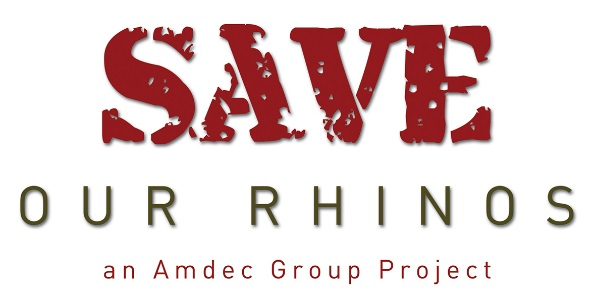 SAVE
OUR RHINOS
an Amdec Group Project